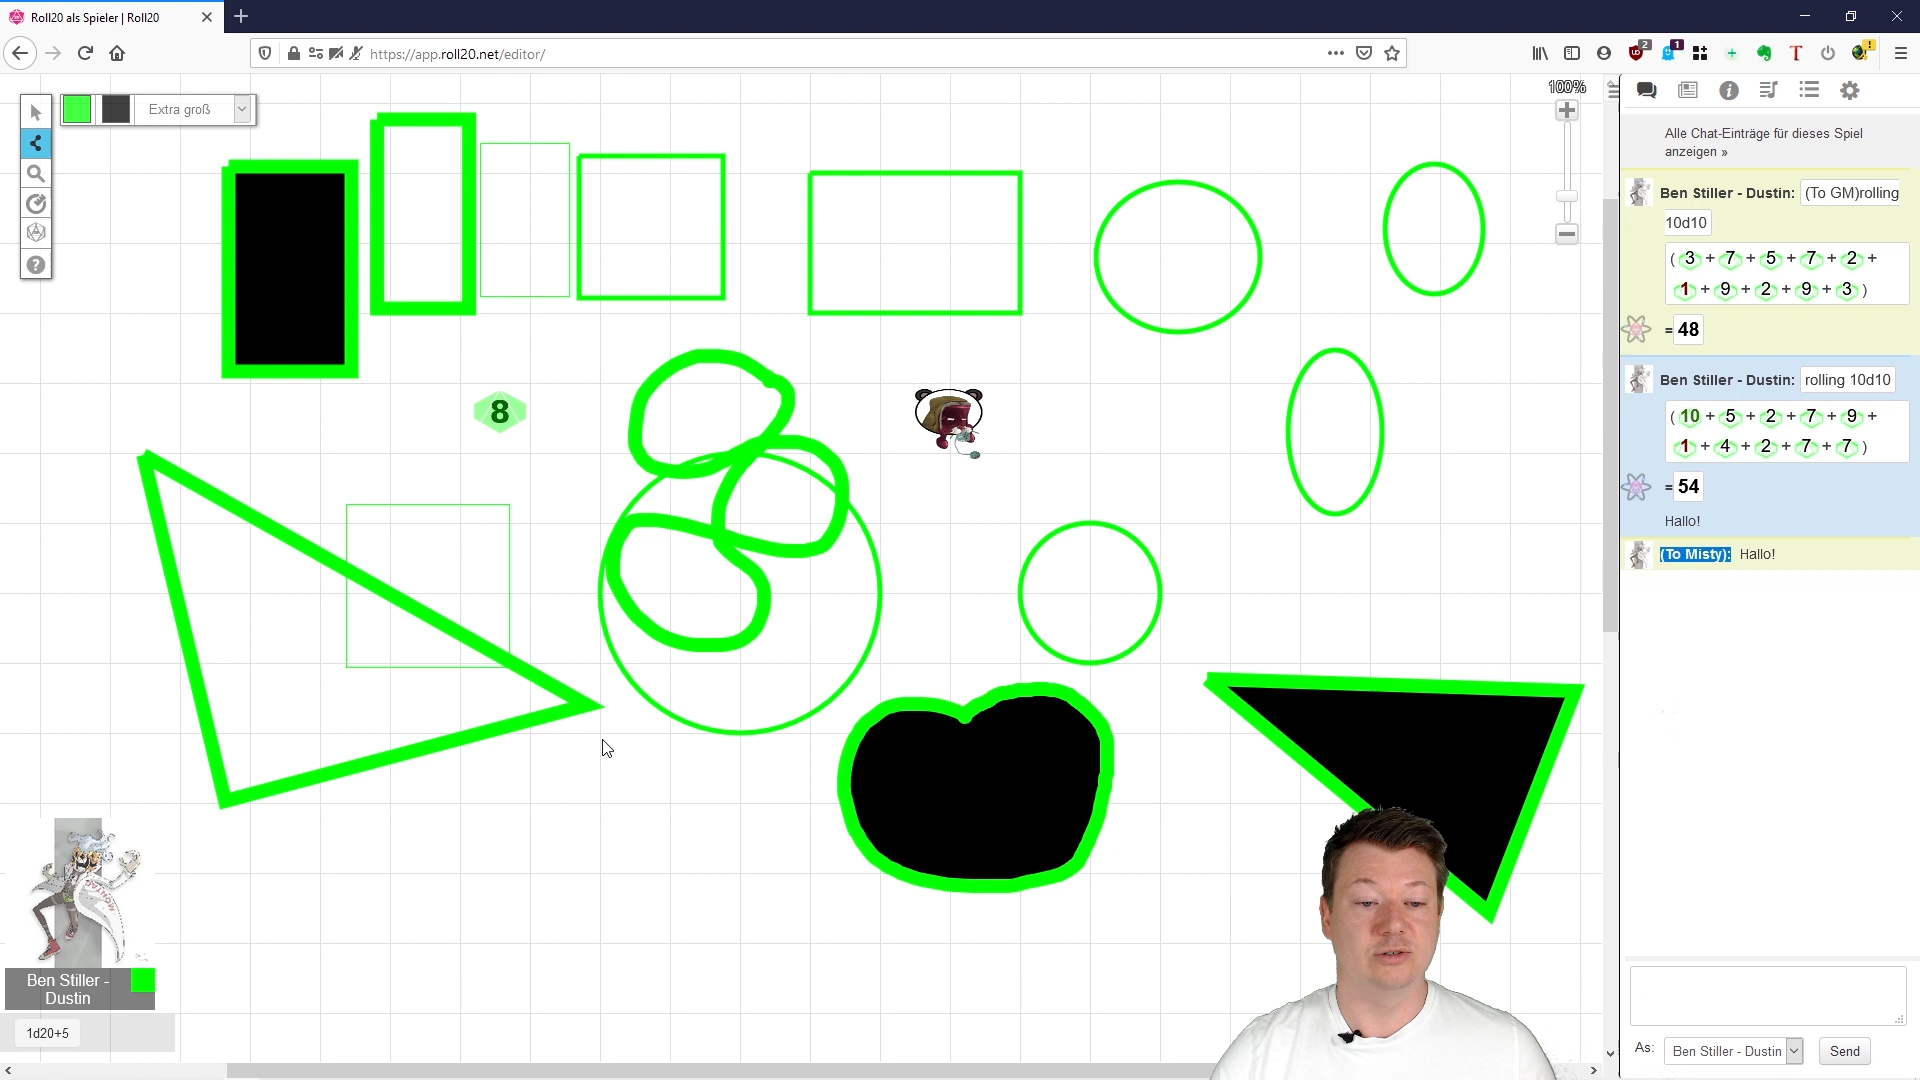 Roll20 als Spieler | Roll20
https://app.roll20.net/editor/
2
1
!
Extra groß
100%
8
Alle Chat-Einträge für dieses Spiel
anzeigen »
Ben Stiller - Dustin: (To GM)rolling
10d10
( 3 + 7 + 5 + 7 + 2 +
1 + 9 + 2 + 9 + 3 )
= 48
Ben Stiller - Dustin: rolling 10d10
( 10 + 5 + 2 + 7 + 9 +
1 + 4 + 2 + 7 + 7 )
= 54
Hallo!
(To Misty): Hallo!
Ben Stiller -
Dustin
1d20+5
As: Ben Stiller - Dustin
Send